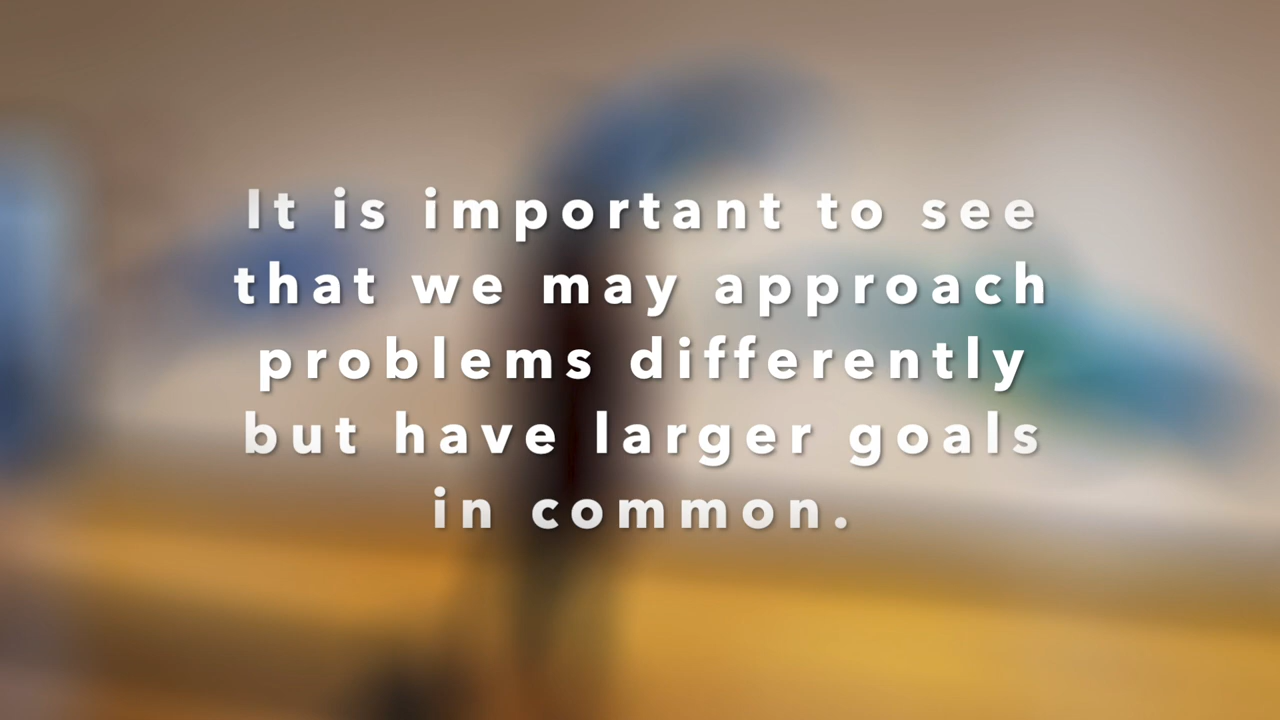 It is important to see
that we may approach
problems differently
but have larger goals
in common.